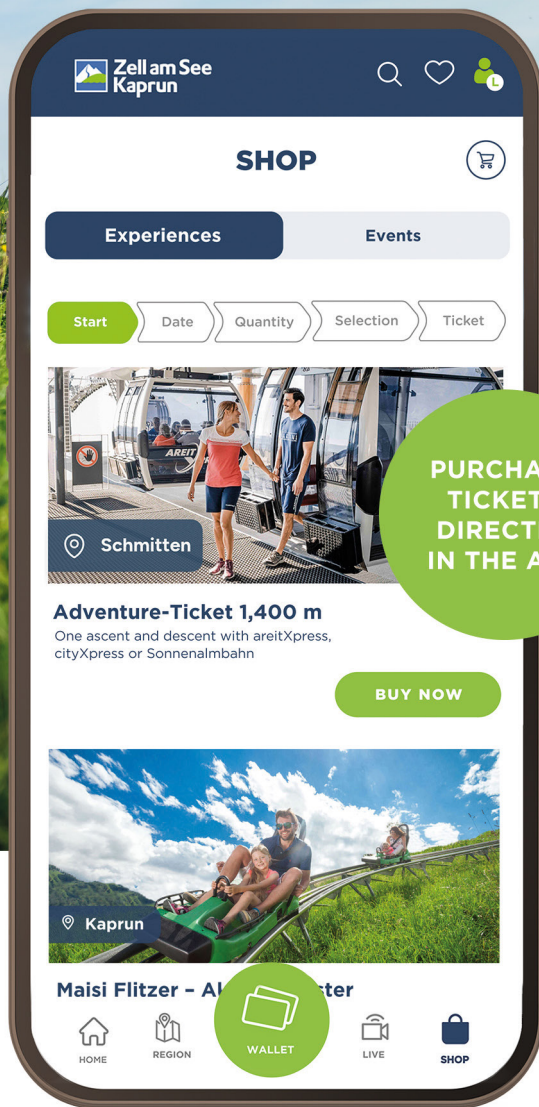 Zell am See
Kaprun
L
SHOP
Experiences
Events
Start
Date
Quantity
Selection
Ticket
AREIT
Schmitten
PURCHA
TICKET
DIRECT
IN THE A
Adventure-Ticket 1,400 m
One ascent and descent with areitXpress,
cityXpress or Sonnenalmbahn
BUY NOW
Kaprun
Maisi Flitzer – Al ster
WALLET
HOME
REGION
LIVE
SHOP